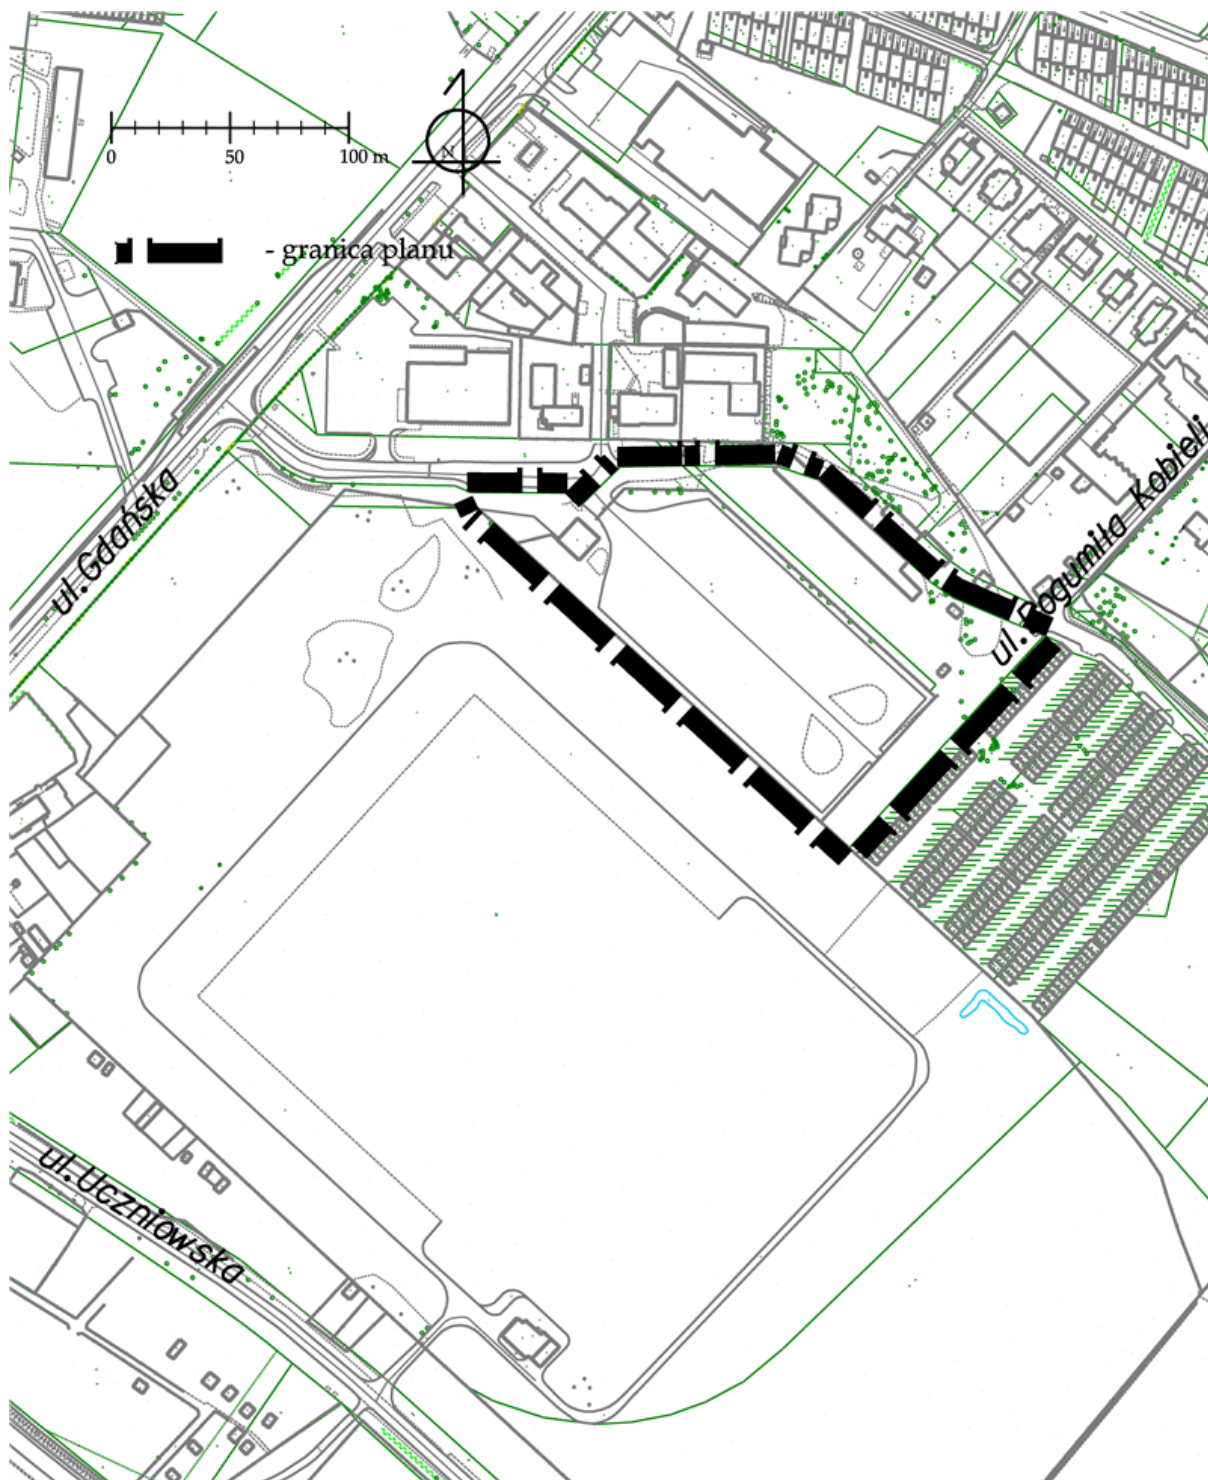 N
0 50 100 m
- granica planu
ul.Gdańska
ul.Bogumiła Kobieli
ul.Uczniowska